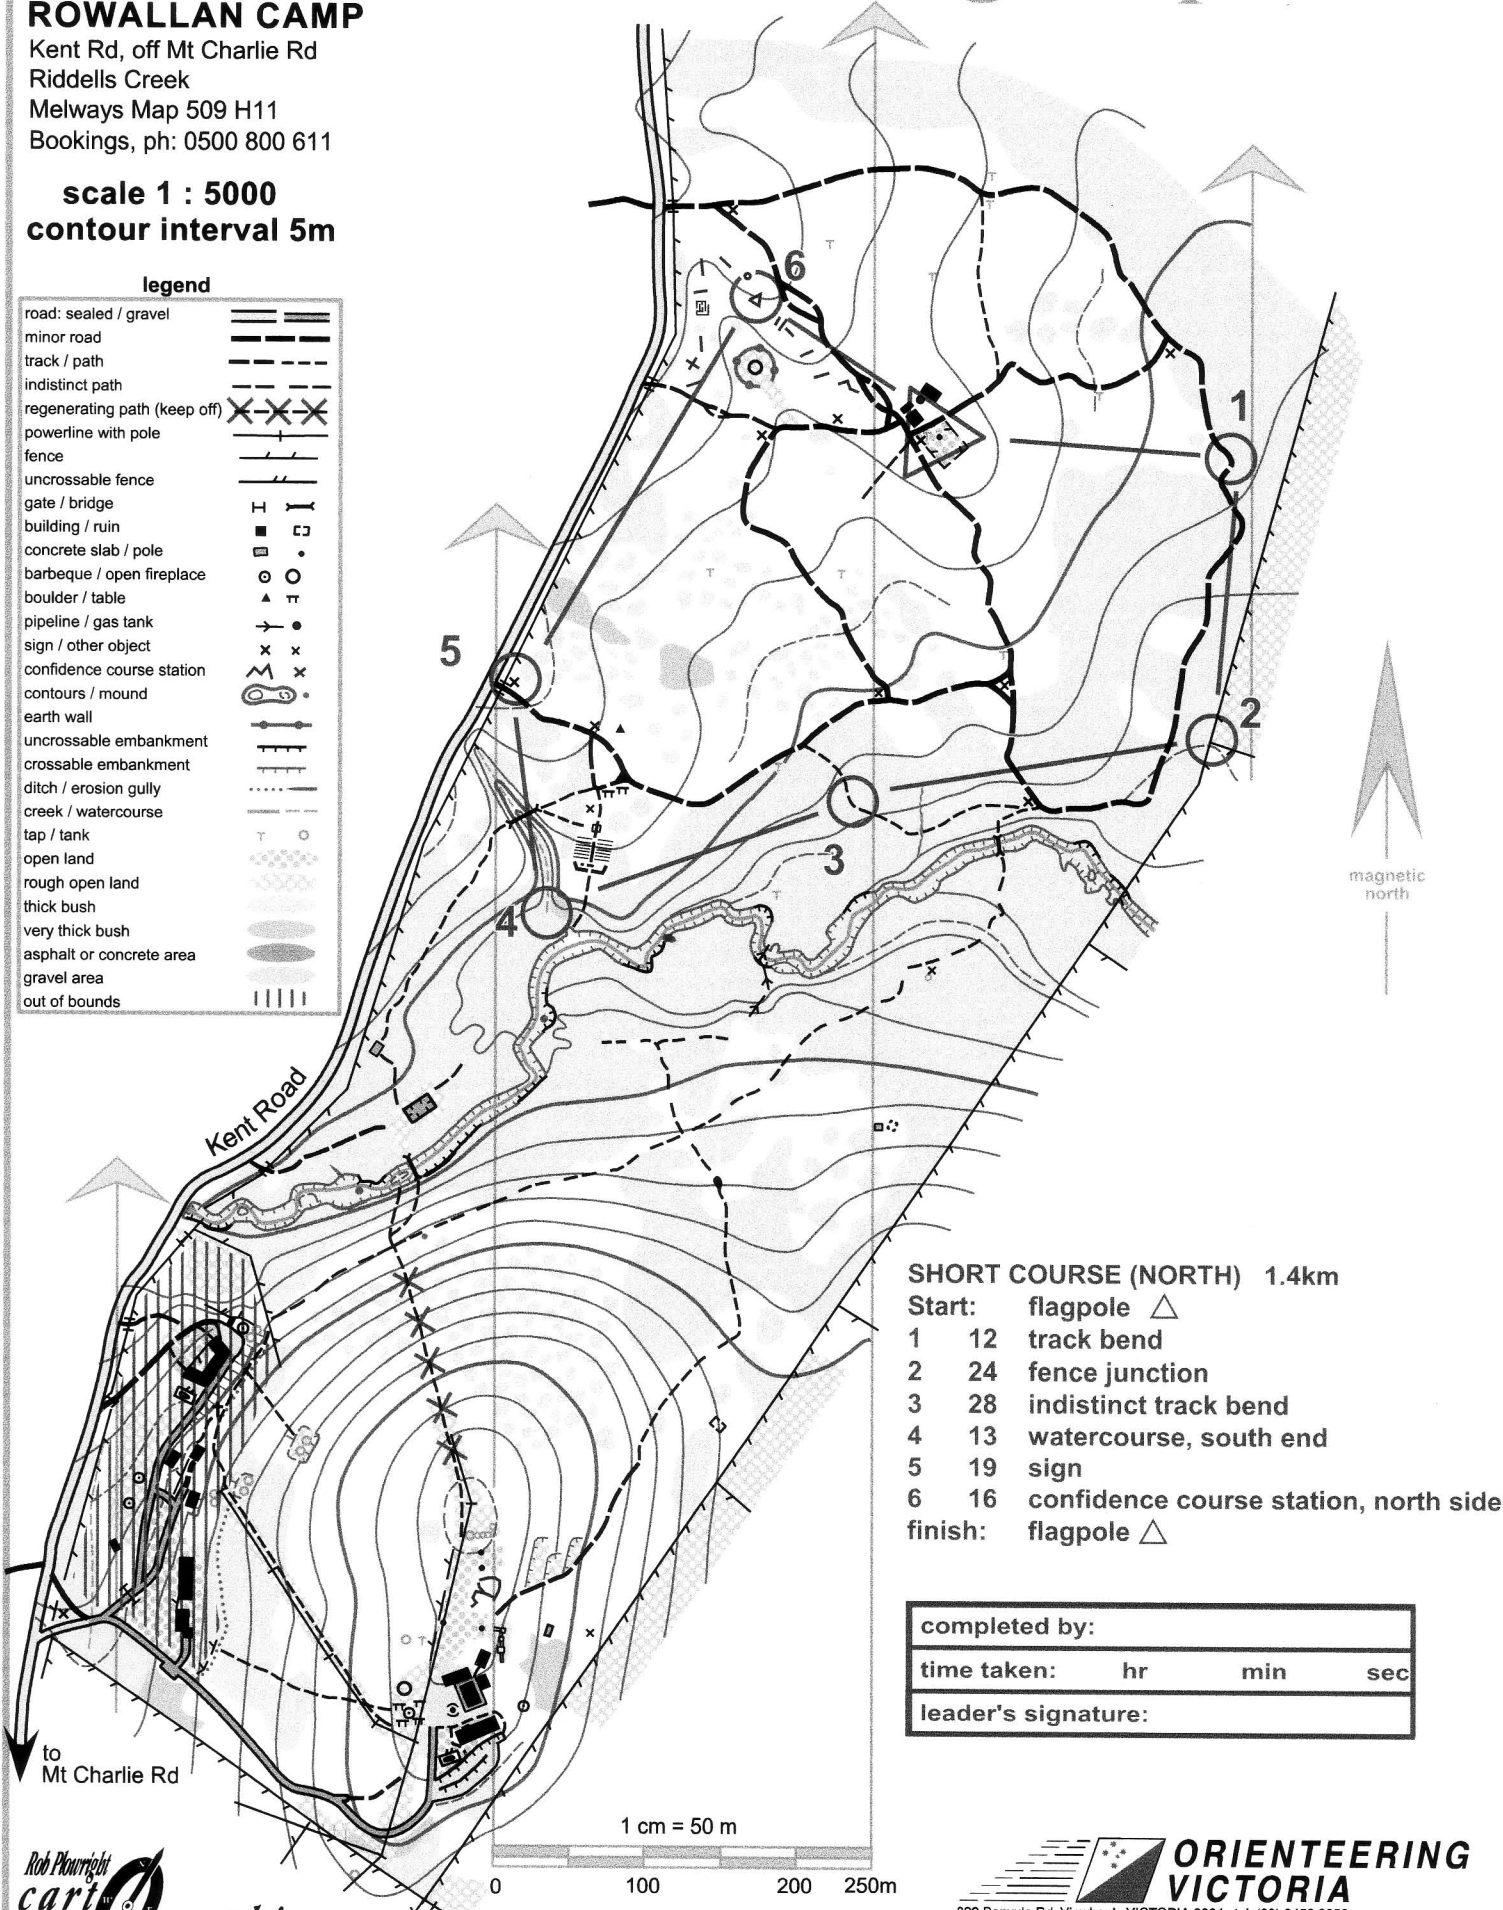 ROWALLAN CAMP
Kent Rd, off Mt Charlie Rd
Riddells Creek
Melways Map 509 H11
Bookings, ph: 0500 800 611
scale 1 : 5000
contour interval 5m
legend
road: sealed / gravel
minor road
track / path
indistinct path
regenerating path (keep off)
powerline with pole
fence
uncrossable fence
gate / bridge
building / ruin
concrete slab / pole
barbeque / open fireplace
boulder / table
pipeline / gas tank
sign / other object
confidence course station
contours / mound
earth wall
uncrossable embankment
crossable embankment
ditch / erosion gully
creek / watercourse
tap / tank
open land
rough open land
thick bush
very thick bush
asphalt or concrete area
gravel area
out of bounds
6
1
5
2
3
4
magnetic
north
Kent Road
SHORT COURSE (NORTH) 1.4km
Start: flagpole
1 12 track bend
2 24 fence junction
3 28 indistinct track bend
4 13 watercourse, south end
5 19 sign
6 16 confidence course station, north side
finish: flagpole
completed by:
time taken: hr min sec
leader's signature:
to
Mt Charlie Rd
1 cm = 50 m
0 100 200 250m
Rob Plowright
cart
ORIENTEERING
VICTORIA